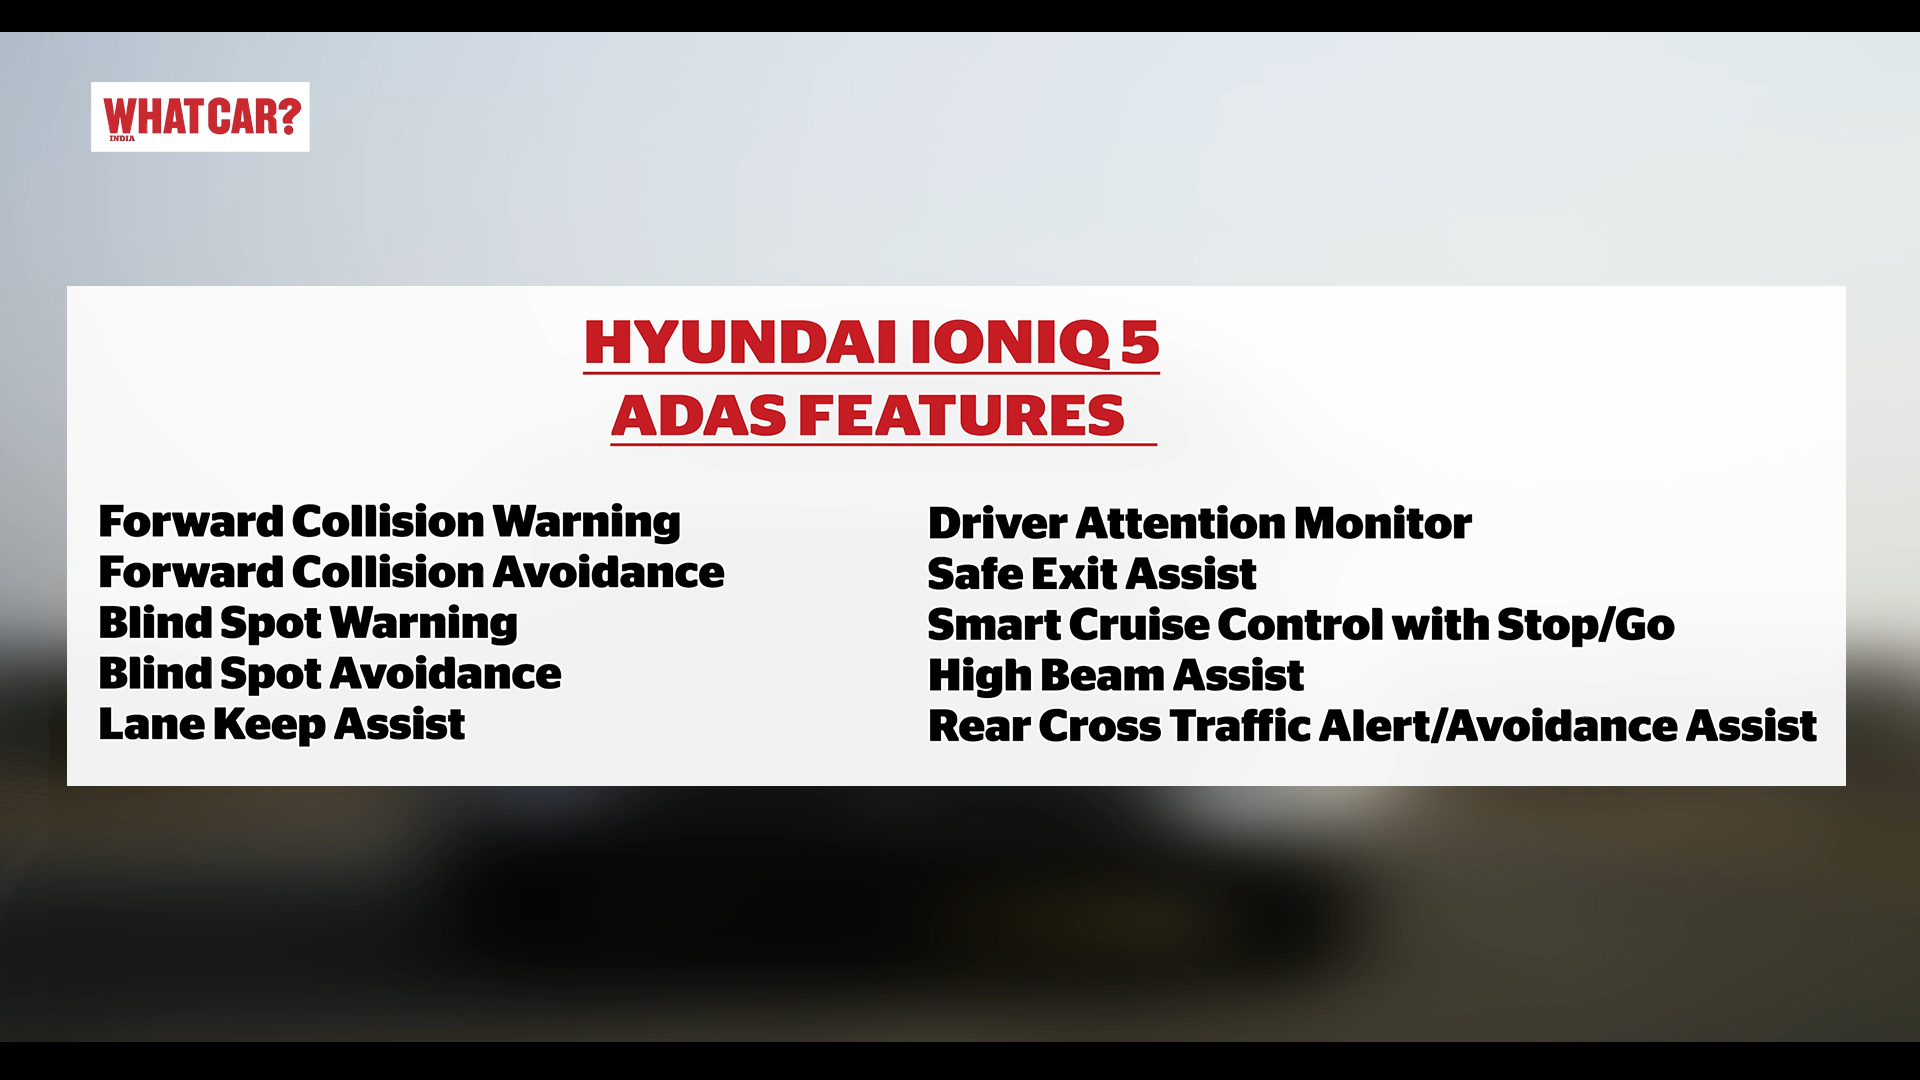 WHAT CAR?
INDIA
HYUNDAI IONIQ 5
ADAS FEATURES
Forward Collision Warning
Forward Collision Avoidance
Blind Spot Warning
Blind Spot Avoidance
Lane Keep Assist
Driver Attention Monitor
Safe Exit Assist
Smart Cruise Control with Stop/Go
High Beam Assist
Rear Cross Traffic Alert/Avoidance Assist